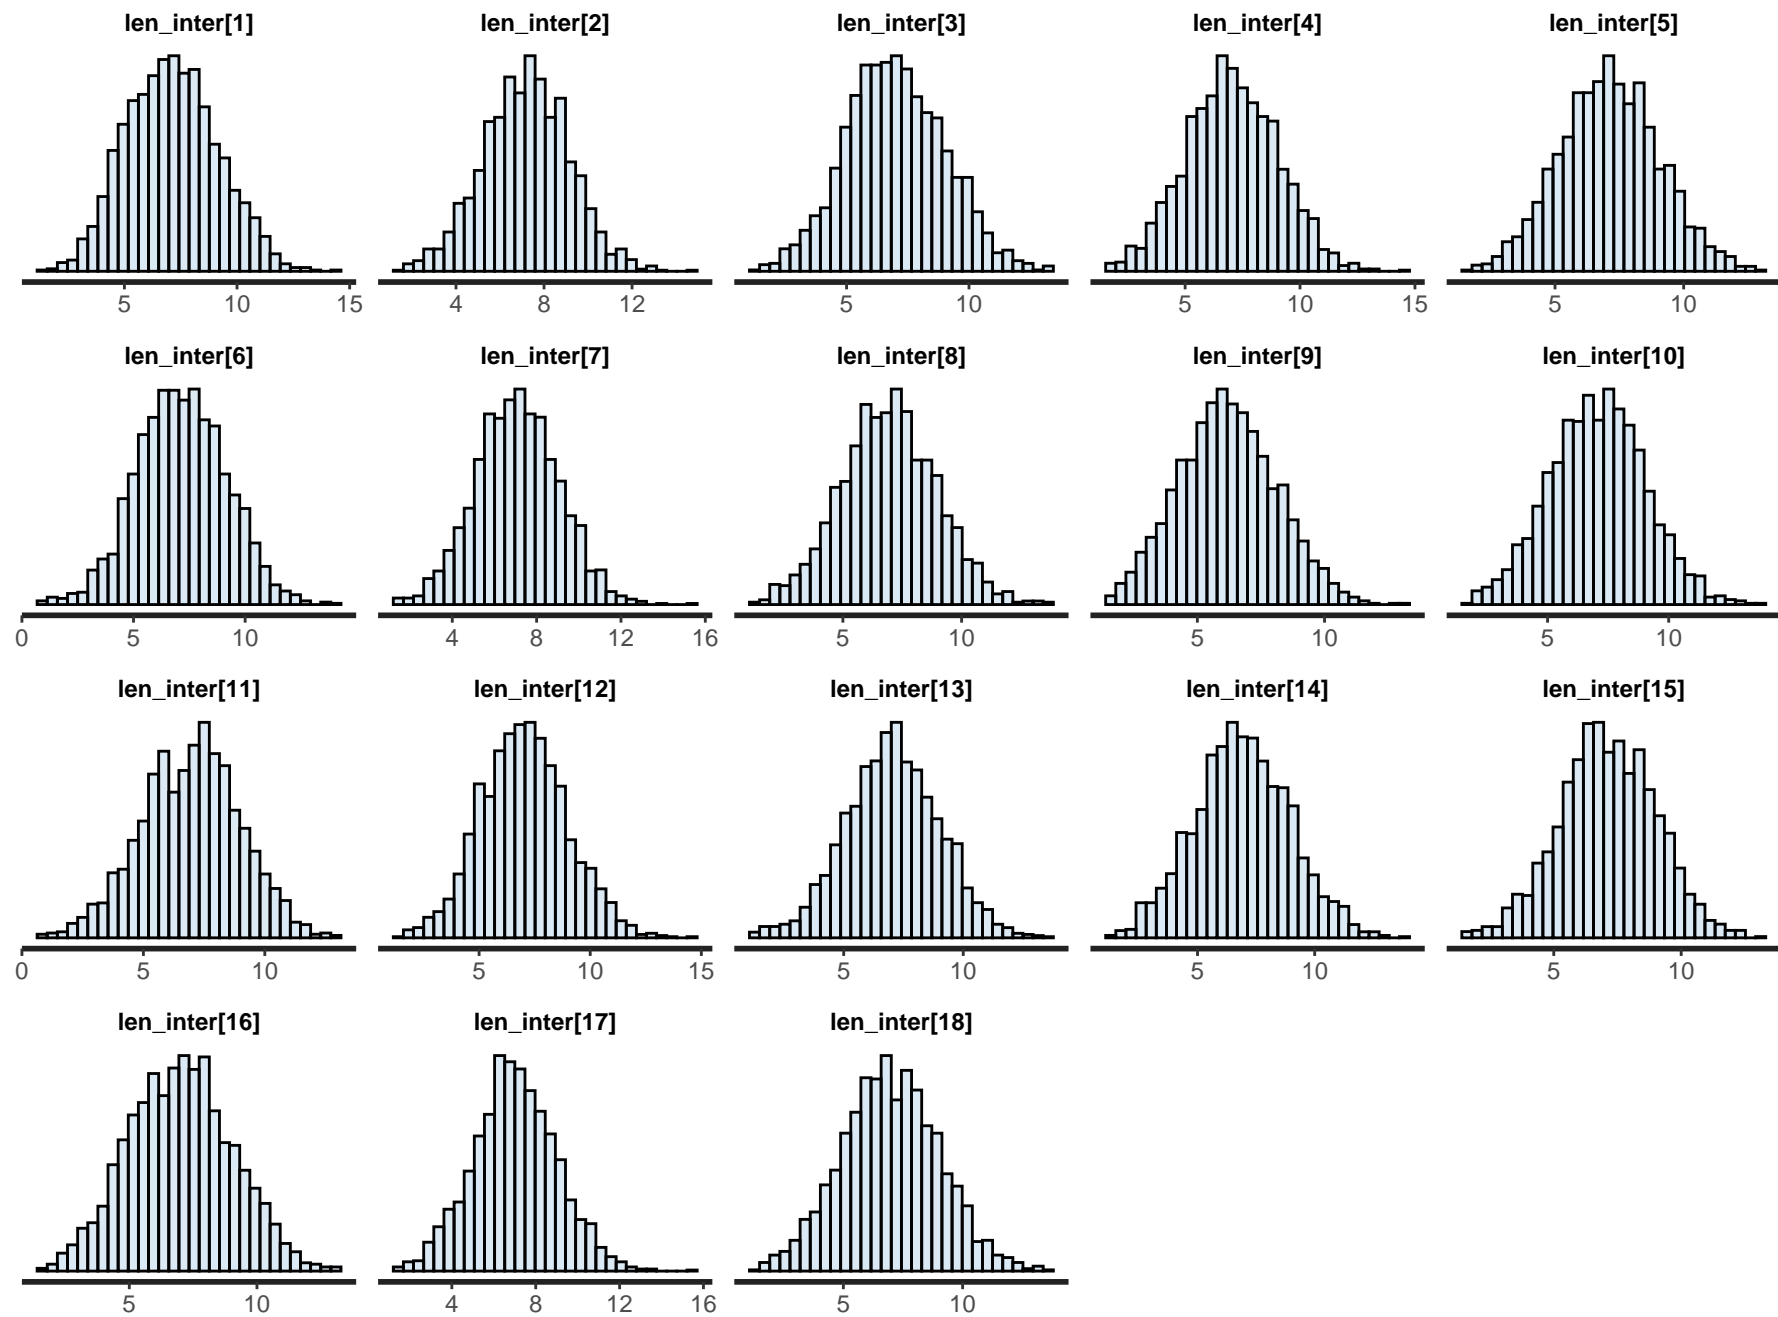 len_inter[1] len_inter[2] len_inter[3] len_inter[4] len_inter[5]
5 10 15 4 8 12 5 10 5 10 15 5 10
len_inter[6] len_inter[7] len_inter[8] len_inter[9] len_inter[10]
0 5 10 4 8 12 16 5 10 5 10 5 10
len_inter[11] len_inter[12] len_inter[13] len_inter[14] len_inter[15]
0 5 10 5 10 15 5 10 5 10 5 10
len_inter[16] len_inter[17] len_inter[18]
5 10 4 8 12 16 5 10